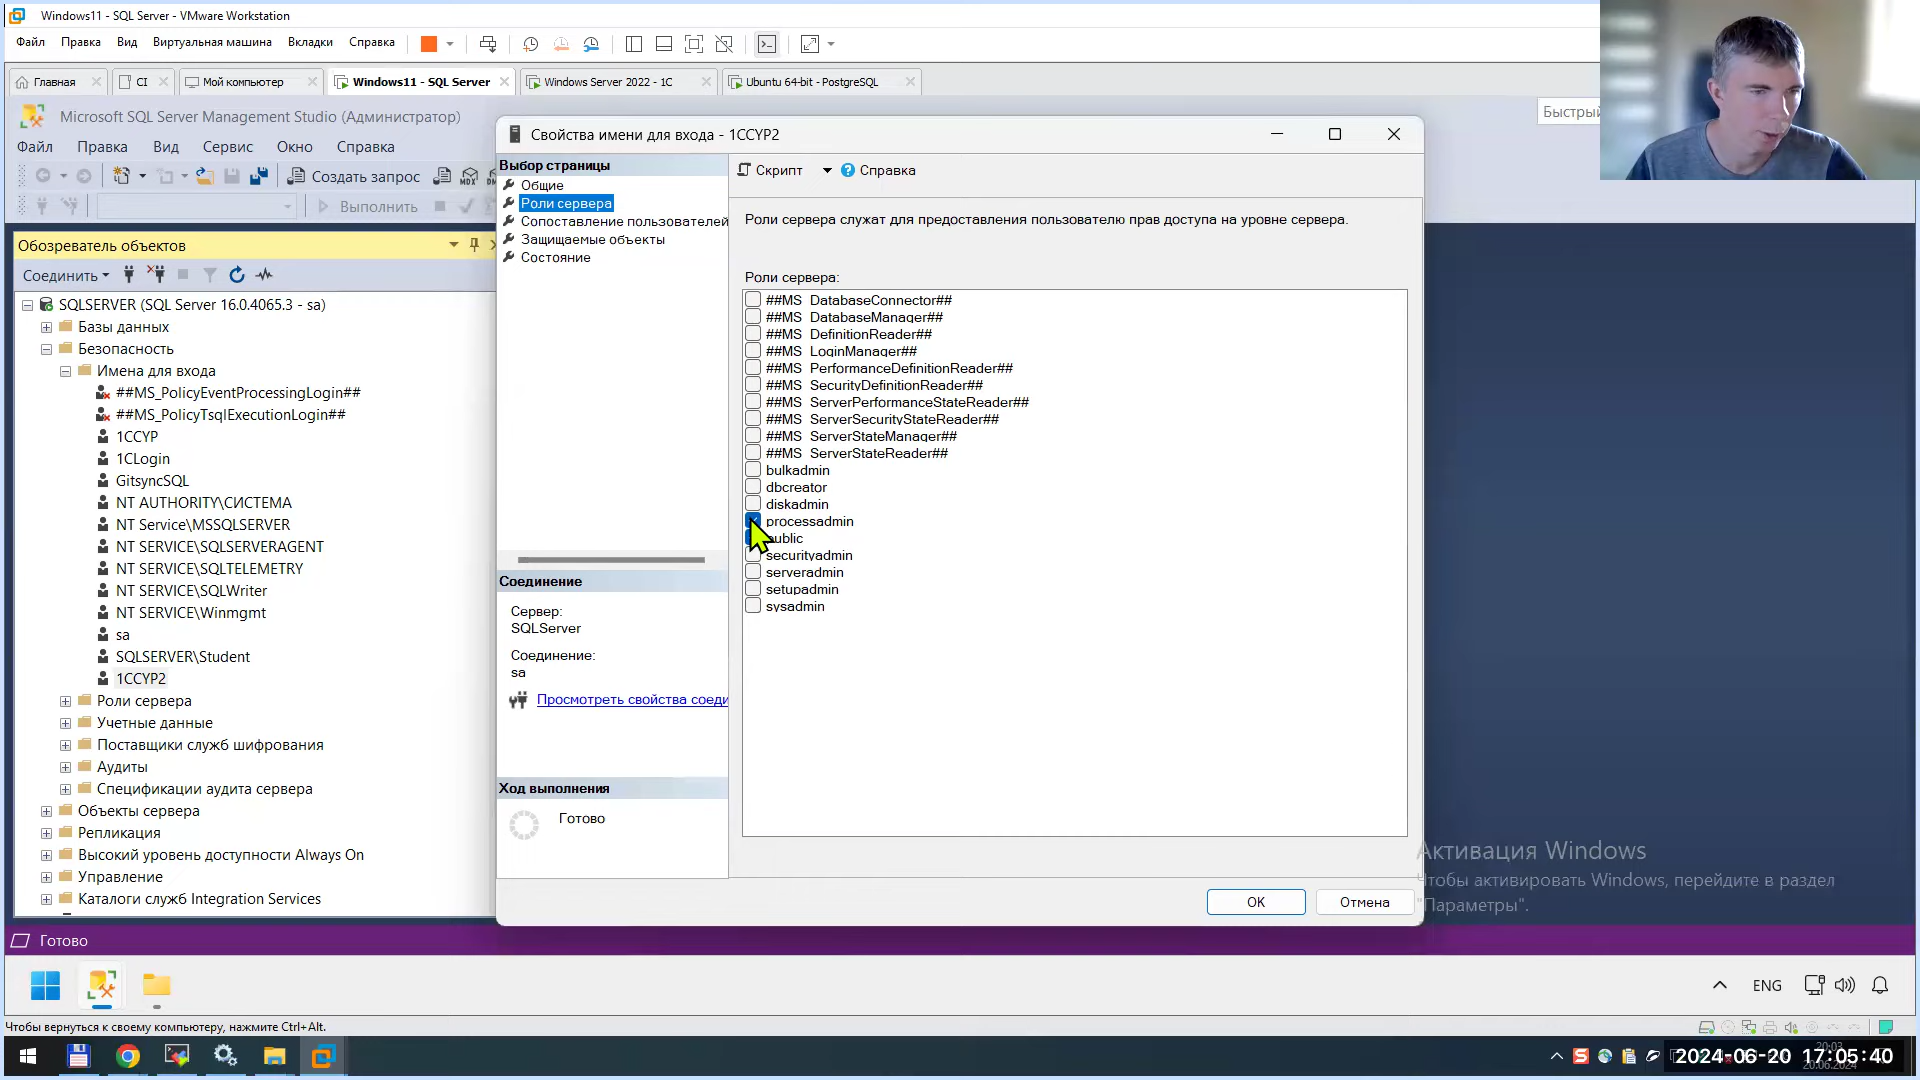 Windows11 - SQL Server - VMware Workstation
Файл Правка Вид Виртуальная машина Вкладки Справка
Главная CI Мой компьютер Windows11 - SQL Server Windows Server 2022 - 1C Ubuntu 64-bit - PostgreSQL
Microsoft SQL Server Management Studio (Администратор)
Быстрый
Файл Правка Вид Сервис Окно Справка
Создать запрос
Выполнить
Обозреватель объектов
Соединить
SQLSERVER (SQL Server 16.0.4065.3 - sa)
Базы данных
Безопасность
Имена для входа
##MS_PolicyEventProcessingLogin##
##MS_PolicyTsqlExecutionLogin##
1CCYP
1CLogin
GitsyncSQL
NT AUTHORITY\СИСТЕМА
NT Service\MSSQLSERVER
NT SERVICE\SQLSERVERAGENT
NT SERVICE\SQLTELEMETRY
NT SERVICE\SQLWriter
NT SERVICE\Winmgmt
sa
SQLSERVER\Student
1CCYP2
Роли сервера
Учетные данные
Поставщики служб шифрования
Аудиты
Спецификации аудита сервера
Объекты сервера
Репликация
Высокий уровень доступности Always On
Управление
Каталоги служб Integration Services
Свойства имени для входа - 1CCYP2
Выбор страницы
Общие
Роли сервера
Сопоставление пользователей
Защищаемые объекты
Состояние
Соединение
Сервер:
SQLServer
Соединение:
sa
Просмотреть свойства соеди
Ход выполнения
Готово
Скрипт Справка
Роли сервера служат для предоставления пользователю прав доступа на уровне сервера.
Роли сервера:
##MS_DatabaseConnector##
##MS_DatabaseManager##
##MS_DefinitionReader##
##MS_LoginManager##
##MS_PerformanceDefinitionReader##
##MS_SecurityDefinitionReader##
##MS_ServerPerformanceStateReader##
##MS_ServerSecurityStateReader##
##MS_ServerStateManager##
##MS_ServerStateReader##
bulkadmin
dbcreator
diskadmin
processadmin
public
securityadmin
serveradmin
setupadmin
sysadmin
OK Отмена
Активация Windows
Чтобы активировать Windows, перейдите в раздел
"Параметры".
Готово
ENG
Чтобы вернуться к своему компьютеру, нажмите Ctrl+Alt.
2024-06-20 17:05:40